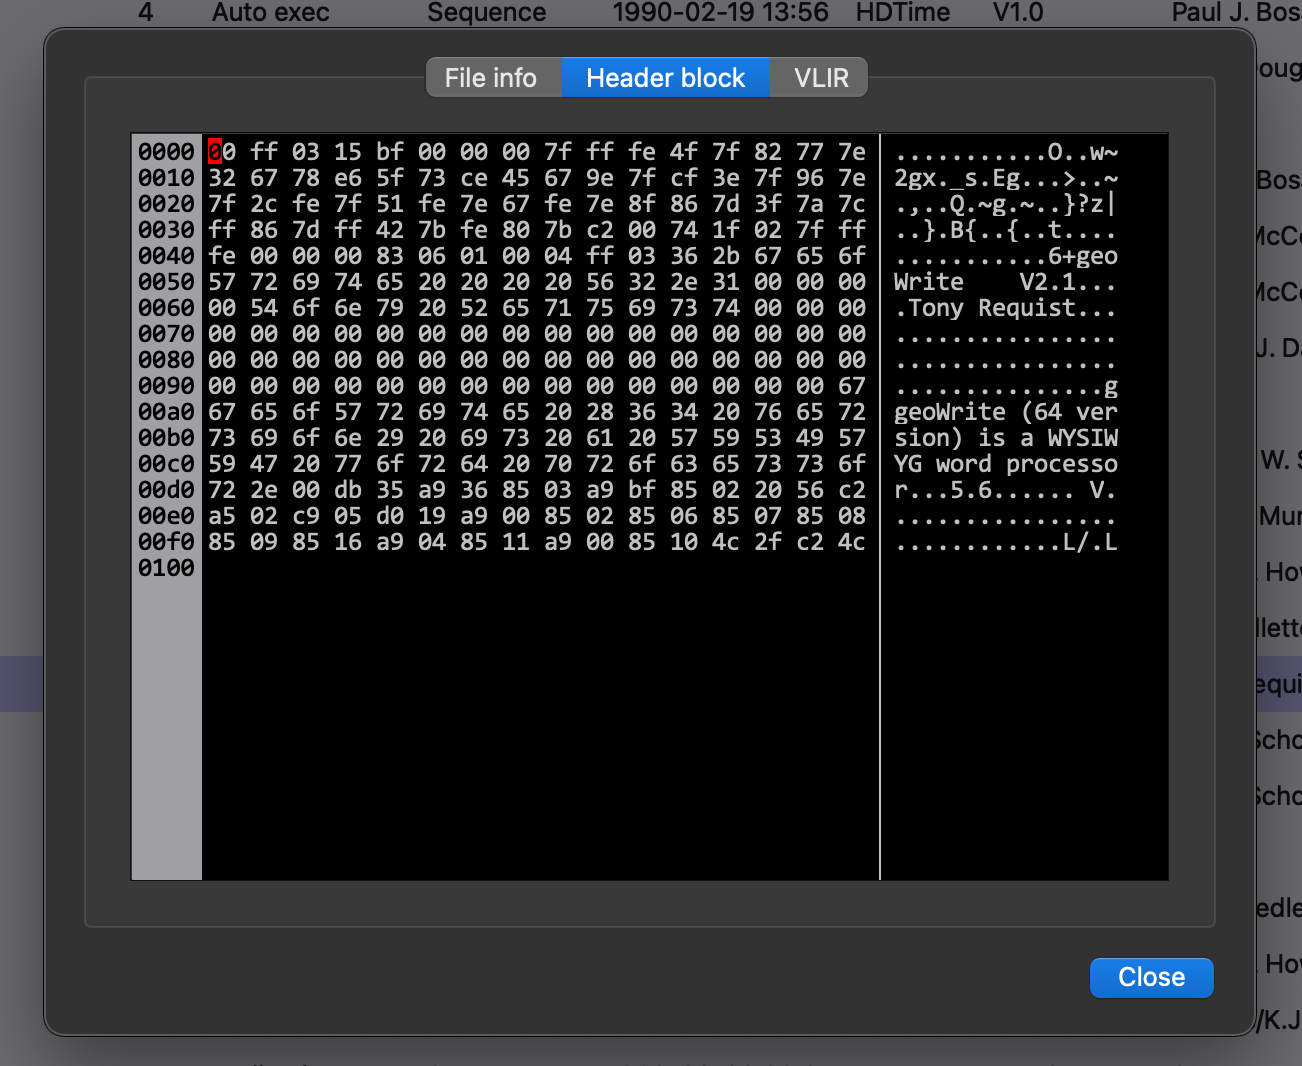 4 Auto exec Sequence 1990-02-19 13:56 HDTime V1.0 Paul J. Bos
File info Header block VLIR
0000 00 ff 03 15 bf 00 00 00 7f ff fe 4f 7f 82 77 7e ...........O..w~
0010 32 67 78 e6 5f 73 ce 45 67 9e 7f cf 3e 7f 96 7e 2gx._s.Eg...>..~
0020 7f 2c fe 7f 51 fe 7e 67 fe 7e 8f 86 7d 3f 7a 7c .,..Q.~g.~..}?z|
0030 ff 86 7d ff 42 7b fe 80 7b c2 00 74 1f 02 7f ff ..}.B{..{..t....
0040 fe 00 00 00 83 06 01 00 04 ff 03 36 2b 67 65 6f ...........6+geo
0050 57 72 69 74 65 20 20 20 20 56 32 2e 31 00 00 00 Write    V2.1...
0060 00 54 6f 6e 79 20 52 65 71 75 69 73 74 00 00 00 .Tony Requist...
0070 00 00 00 00 00 00 00 00 00 00 00 00 00 00 00 00 ................
0080 00 00 00 00 00 00 00 00 00 00 00 00 00 00 00 00 ................
0090 00 00 00 00 00 00 00 00 00 00 00 00 00 00 00 67 ...............g
00a0 67 65 6f 57 72 69 74 65 20 28 36 34 20 76 65 72 geoWrite (64 ver
00b0 73 69 6f 6e 29 20 69 73 20 61 20 57 59 53 49 57 sion) is a WYSIW
00c0 59 47 20 77 6f 72 64 20 70 72 6f 63 65 73 73 6f YG word processo
00d0 72 2e 00 db 35 a9 36 85 03 a9 bf 85 02 20 56 c2 r...5.6...... V.
00e0 a5 02 c9 05 d0 19 a9 00 85 02 85 06 85 07 85 08 ................
00f0 85 09 85 16 a9 04 85 11 a9 00 85 10 4c 2f c2 4c ............L/.L
0100
oug
Bos
McCo
McCo
J. Da
W. S
Mur
How
llette
equi
Scho
Scho
edle
How
/K.J
Close